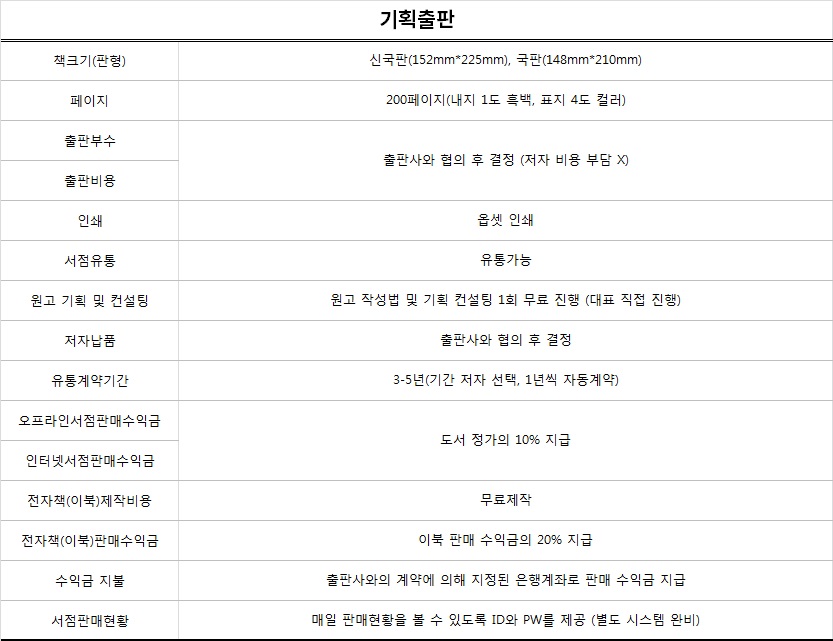 기획출판
책크기(판형) 신국판(152mm*225mm), 국판(148mm*210mm)
페이지 200페이지(내지 1도 흑백, 표지 4도 컬러)
출판부수
출판사와 협의 후 결정 (저자 비용 부담 X)
출판비용
인쇄 옵셋 인쇄
서점유통 유통가능
원고 기획 및 컨설팅 원고 작성법 및 기획 컨설팅 1회 무료 진행 (대표 직접 진행)
저자납품 출판사와 협의 후 결정
유통계약기간 3-5년(기간 저자 선택, 1년씩 자동계약)
오프라인서점판매수익금
도서 정가의 10% 지급
인터넷서점판매수익금
전자책(이북)제작비용 무료제작
전자책(이북)판매수익금 이북 판매 수익금의 20% 지급
수익금 지불 출판사와의 계약에 의해 지정된 은행계좌로 판매 수익금 지급
서점판매현황 매일 판매현황을 볼 수 있도록 ID와 PW를 제공 (별도 시스템 완비)